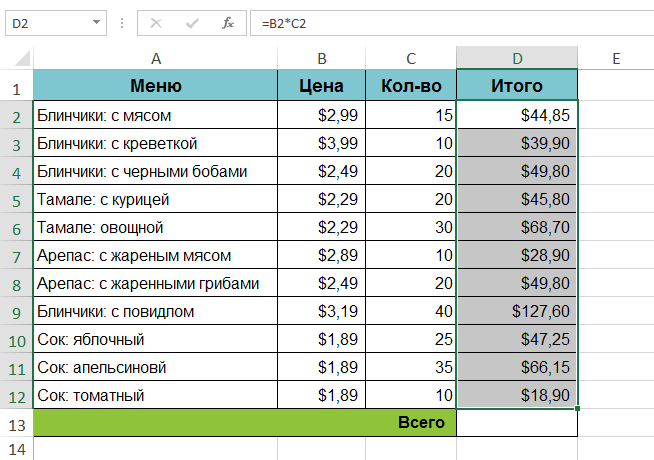 D2 fx =B2*C2
A B C D E
1 Меню Цена Кол-во Итого
2 Блинчики: с мясом $2,99 15 $44,85
3 Блинчики: с креветкой $3,99 10 $39,90
4 Блинчики: с черными бобами $2,49 20 $49,80
5 Тамале: с курицей $2,29 20 $45,80
6 Тамале: овощной $2,29 30 $68,70
7 Арепас: с жареным мясом $2,89 10 $28,90
8 Арепас: с жаренными грибами $2,49 20 $49,80
9 Блинчики: с повидлом $3,19 40 $127,60
10 Сок: яблочный $1,89 25 $47,25
11 Сок: апельсиновй $1,89 35 $66,15
12 Сок: томатный $1,89 10 $18,90
13 Всего
14